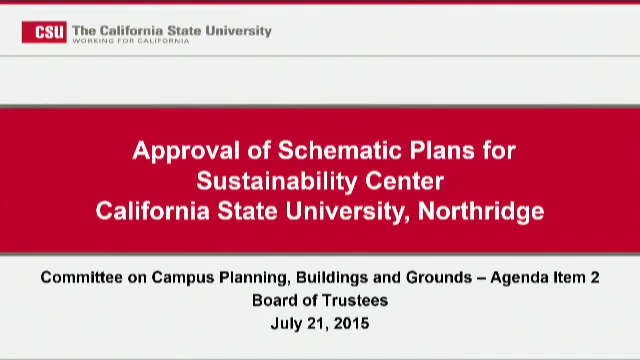 CSU The California State University
WORKING FOR CALIFORNIA
Approval of Schematic Plans for
Sustainability Center
California State University, Northridge
Committee on Campus Planning, Buildings and Grounds – Agenda Item 2
Board of Trustees
July 21, 2015